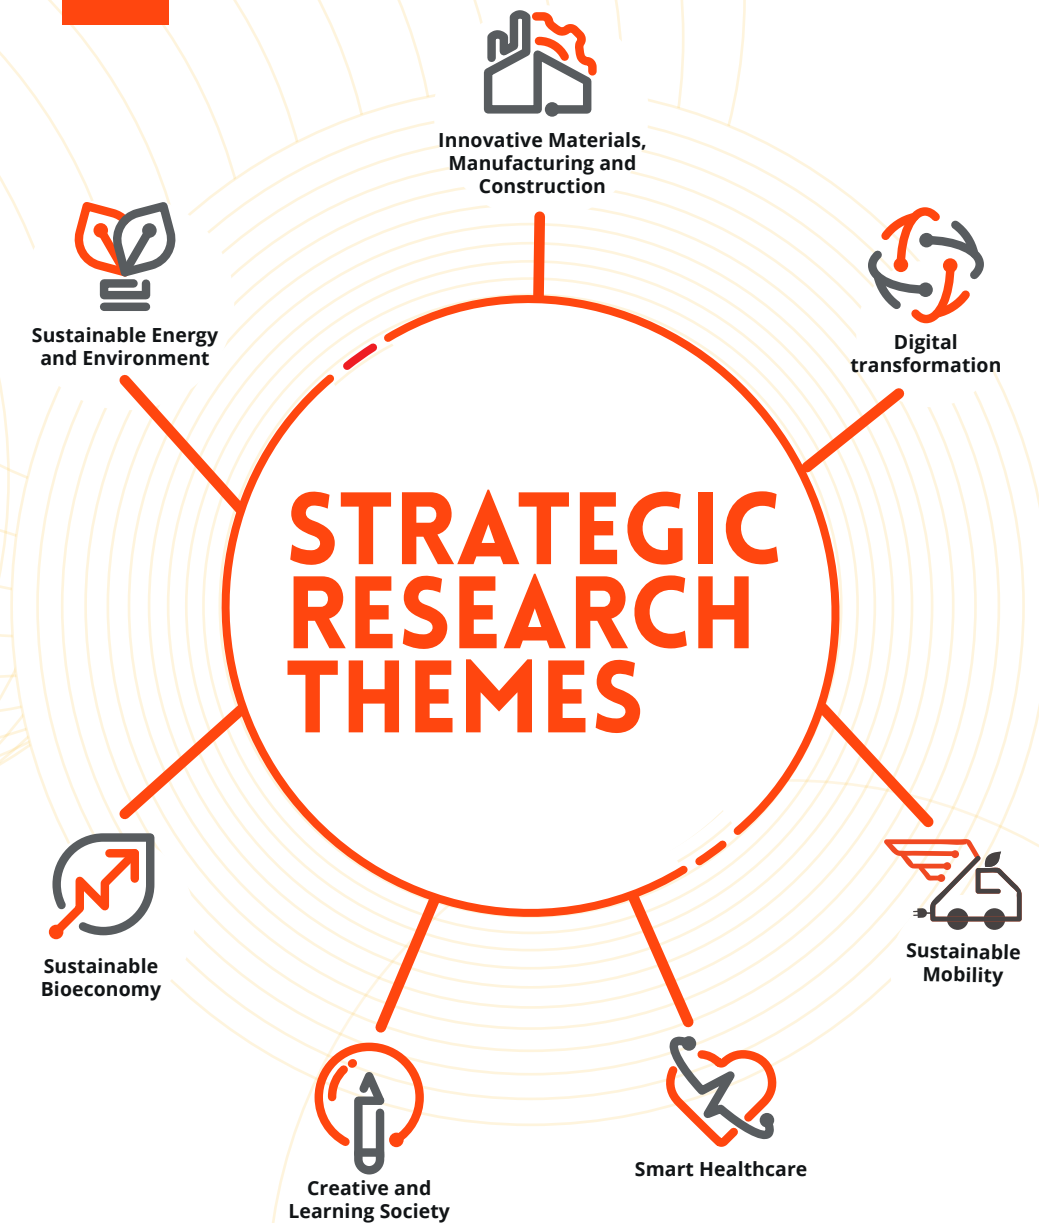 Innovative Materials,
Manufacturing and
Construction
Sustainable Energy
and Environment
Digital
transformation
STRATEGIC
RESEARCH
THEMES
Sustainable
Bioeconomy
Sustainable
Mobility
Creative and
Learning Society
Smart Healthcare